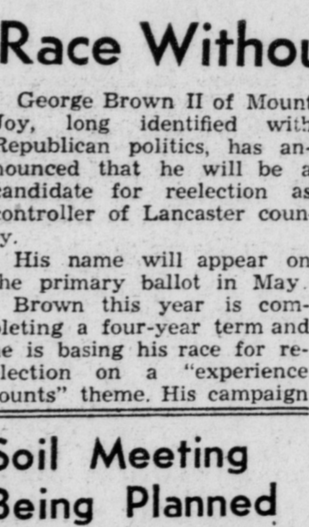 Race Withou
George Brown II of Mount
Joy, long identified with
Republican politics, has an-
nounced that he will be a
candidate for reelection as
controller of Lancaster coun
y.
His name will appear on
the primary ballot in May.
Brown this year is com-
pleting a four-year term and
he is basing his race for re-
election on a “experience
counts” theme. His campaign
Soil Meeting
Being Planned